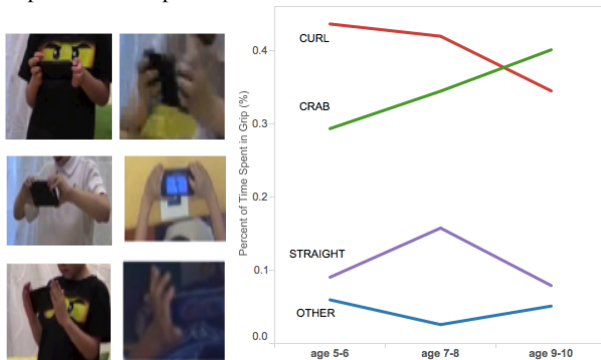 CURL
CRAB
STRAIGHT
OTHER
Percent of Time Spent in Grip (%)
0.4
0.3
0.2
0.1
0.0
age 5-6
age 7-8
age 9-10